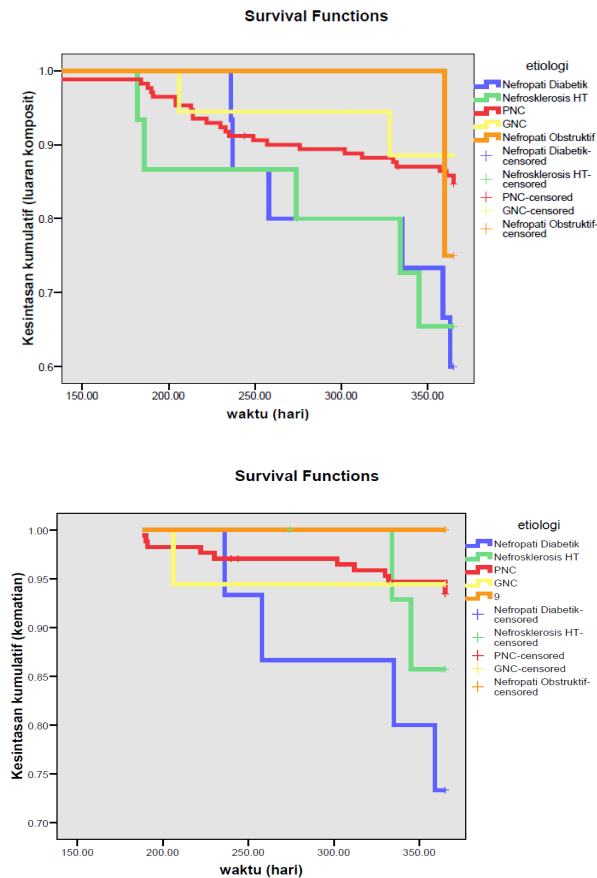 Survival Functions
Kesintasan kumulatif (luaran komposit)
1.0
0.9
0.8
0.7
0.6
150.00 200.00 250.00 300.00 350.00
waktu (hari)
etiologi
Nefropati Diabetik
Nefrosklerosis HT
PNC
GNC
Nefropati Obstruktif
Nefropati Diabetik-
censored
Nefrosklerosis HT-
censored
PNC-censored
GNC-censored
Nefropati Obstruktif-
censored
Survival Functions
Kesintasan kumulatif (kematian)
1.00
0.95
0.90
0.85
0.80
0.75
0.70
150.00 200.00 250.00 300.00 350.00
waktu (hari)
etiologi
Nefropati Diabetik
Nefrosklerosis HT
PNC
GNC
9
Nefropati Diabetik-
censored
Nefrosklerosis HT-
censored
PNC-censored
GNC-censored
Nefropati Obstruktif-
censored